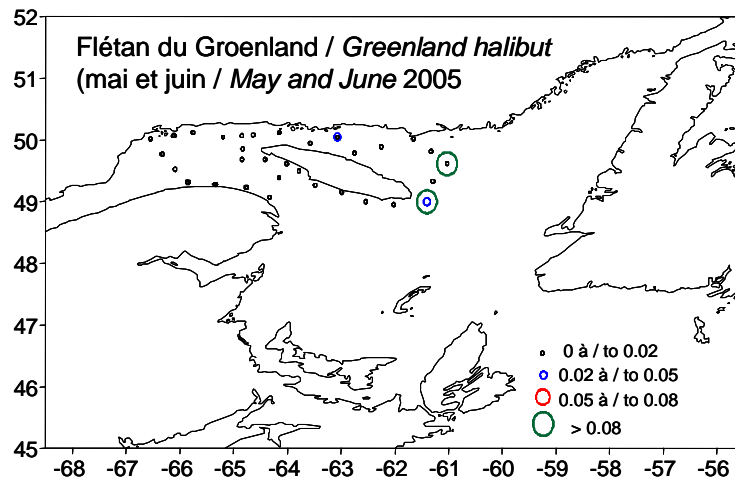 Flétan du Groenland / Greenland halibut
(mai et juin / May and June 2005
52
51
50
49
48
47
46
45
0 à / to 0.02
0.02 à / to 0.05
0.05 à / to 0.08
> 0.08
-68 -67 -66 -65 -64 -63 -62 -61 -60 -59 -58 -57 -56